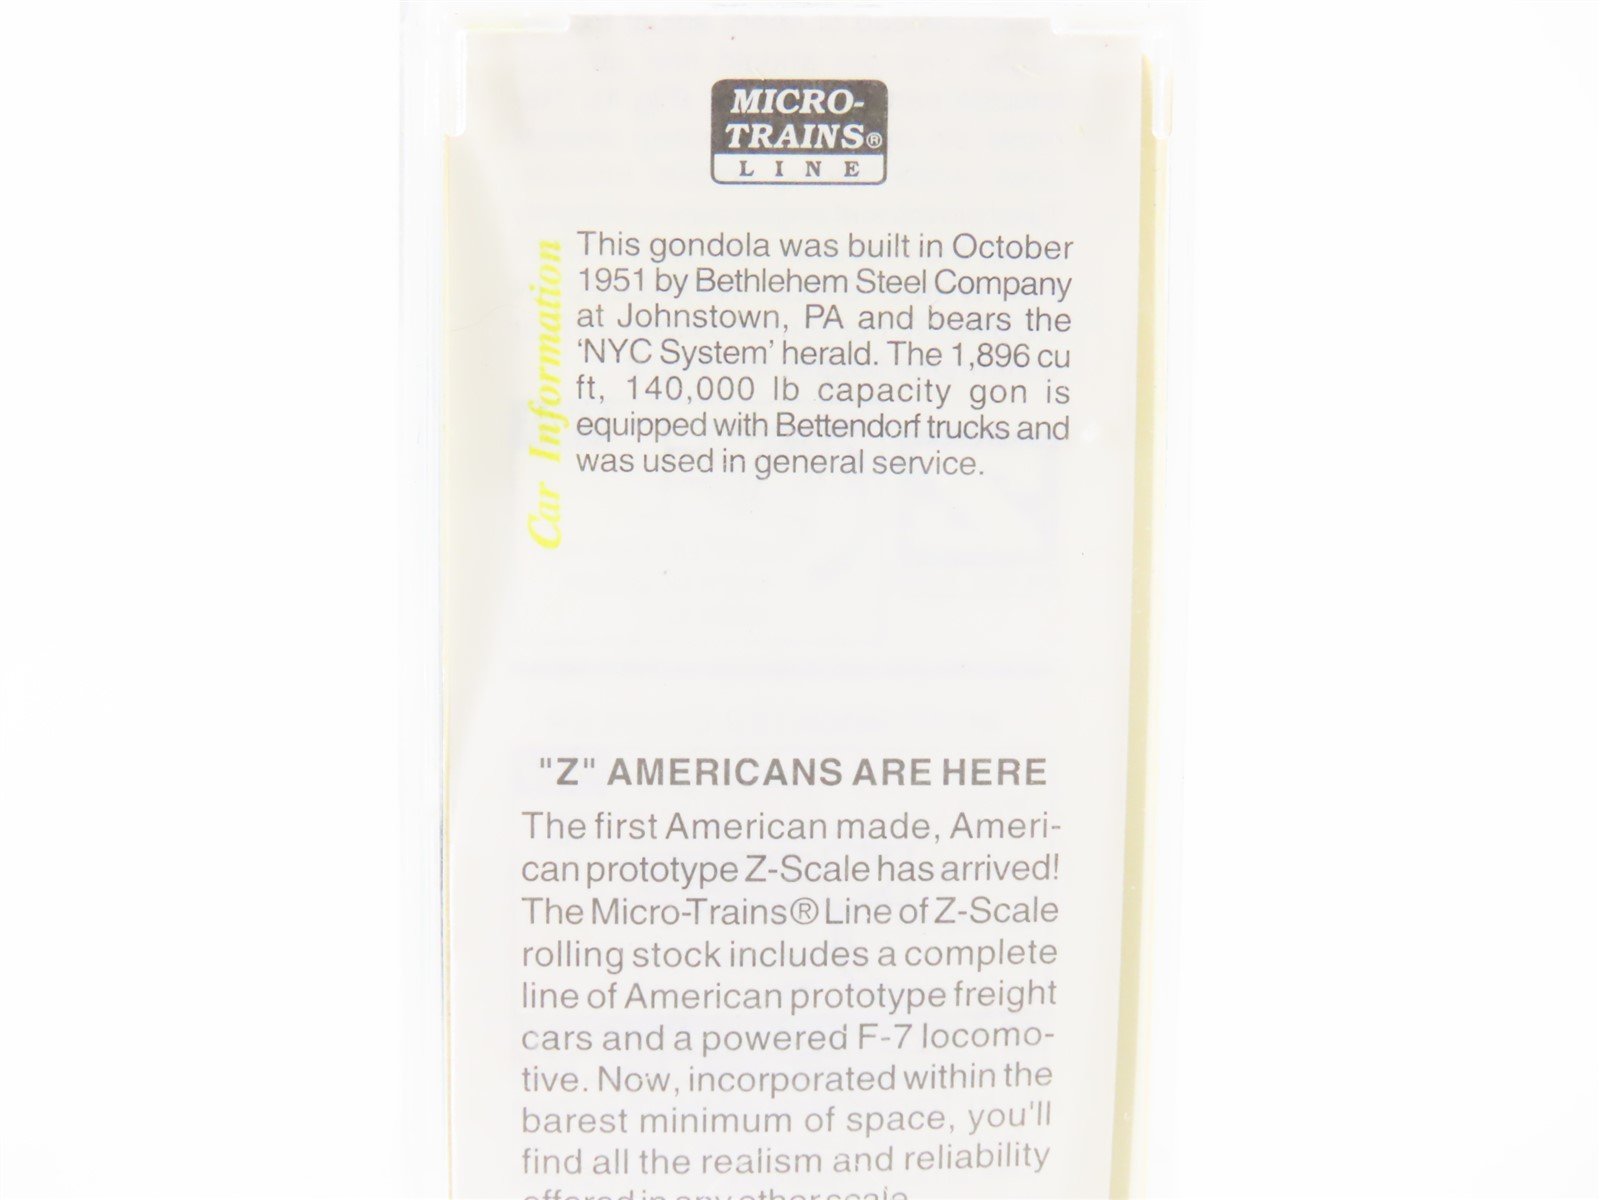 MICRO-
TRAINS®
LINE
Car Information
This gondola was built in October
1951 by Bethlehem Steel Company
at Johnstown, PA and bears the
‘NYC System’ herald. The 1,896 cu
ft, 140,000 lb capacity gon is
equipped with Bettendorf trucks and
was used in general service.
"Z" AMERICANS ARE HERE
The first American made, Ameri-
can prototype Z-Scale has arrived!
The Micro-Trains® Line of Z-Scale
rolling stock includes a complete
line of American prototype freight
cars and a powered F-7 locomo-
tive. Now, incorporated within the
barest minimum of space, you'll
find all the realism and reliability
offered in any other scale.